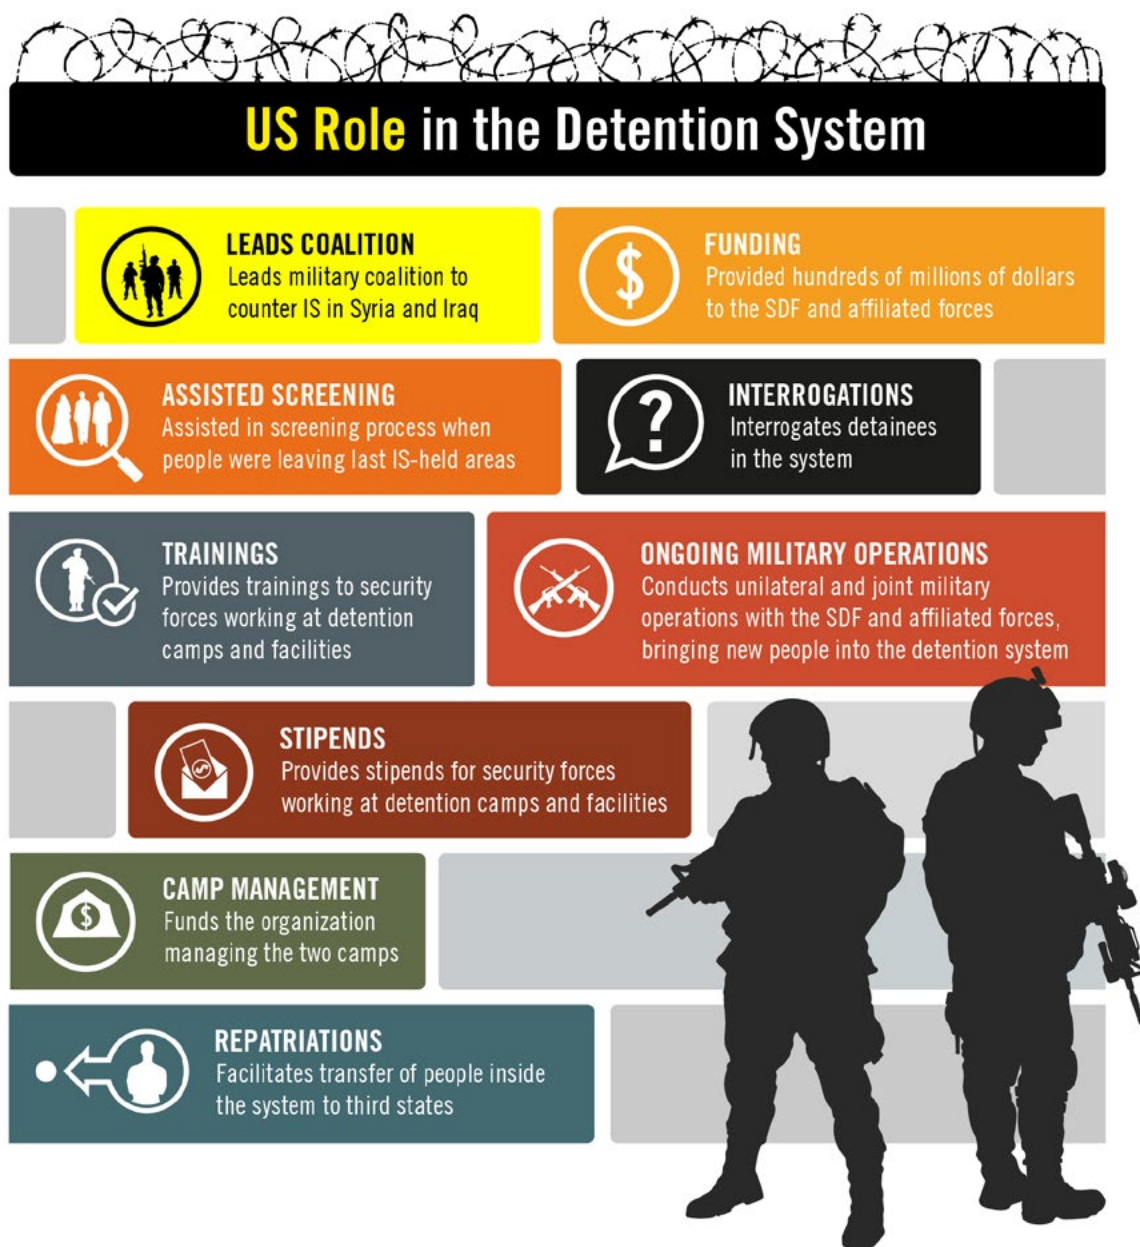 US Role in the Detention System
LEADS COALITION
Leads military coalition to
counter IS in Syria and Iraq
FUNDING
Provided hundreds of millions of dollars
to the SDF and affiliated forces
ASSISTED SCREENING
Assisted in screening process when
people were leaving last IS-held areas
INTERROGATIONS
Interrogates detainees
in the system
TRAININGS
Provides trainings to security
forces working at detention
camps and facilities
ONGOING MILITARY OPERATIONS
Conducts unilateral and joint military
operations with the SDF and affiliated forces,
bringing new people into the detention system
STIPENDS
Provides stipends for security forces
working at detention camps and facilities
CAMP MANAGEMENT
Funds the organization
managing the two camps
REPATRIATIONS
Facilitates transfer of people inside
the system to third states